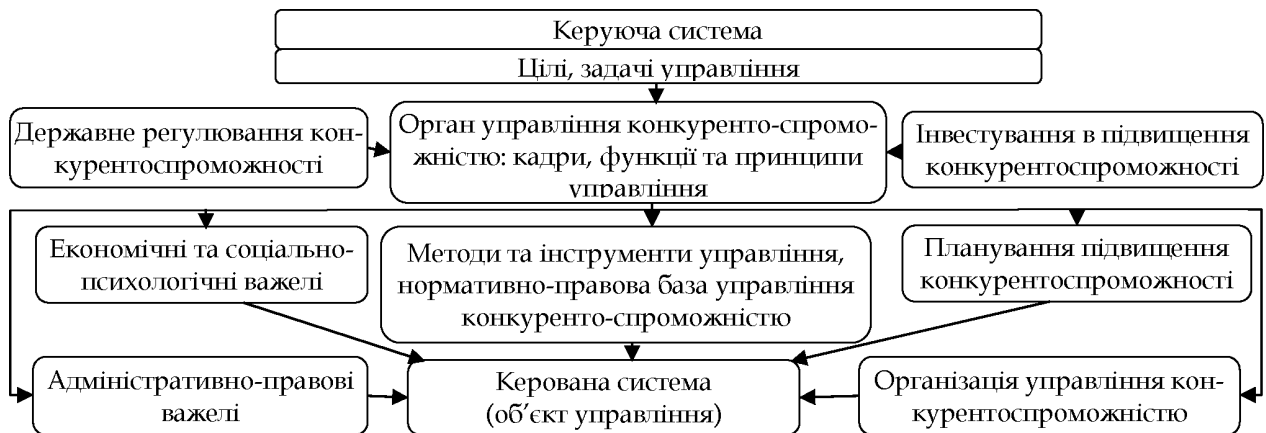 Керуюча система
Цілі, задачі управління
Державне регулювання кон-
курентоспроможності
Орган управління конкуренто-спромо-
жністю: кадри, функції та принципи
управління
Інвестування в підвищення
конкурентоспроможності
Економічні та соціально-
психологічні важелі
Методи та інструменти управління,
нормативно-правова база управління
конкуренто-спроможністю
Планування підвищення
конкурентоспроможності
Адміністративно-правові
важелі
Керована система
(об’єкт управління)
Організація управління кон-
курентоспроможністю